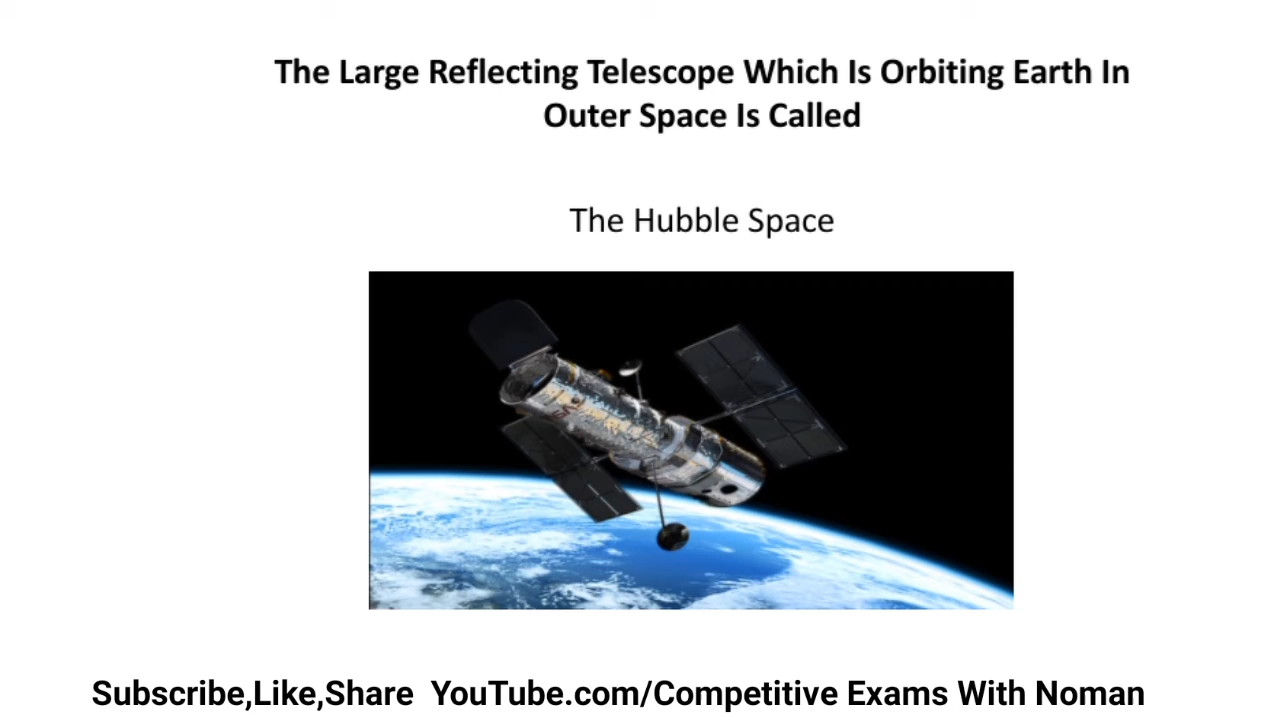 The Large Reflecting Telescope Which Is Orbiting Earth In
Outer Space Is Called
The Hubble Space
Subscribe,Like,Share  YouTube.com/Competitive Exams With Noman